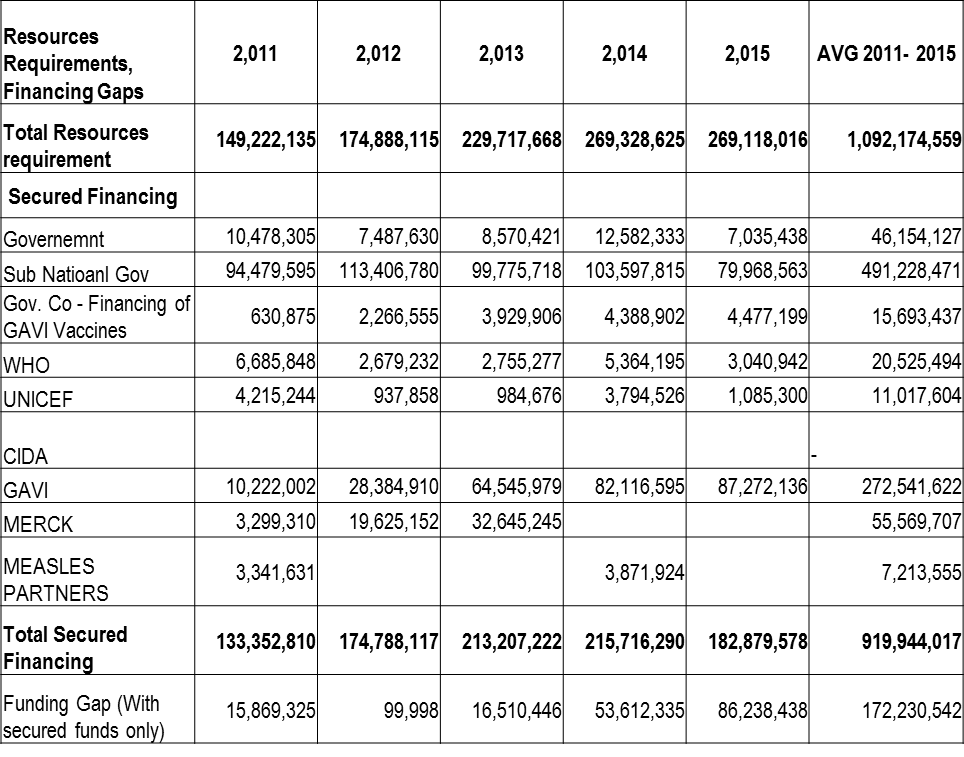 Resources Requirements, Financing Gaps 2,011 2,012 2,013 2,014 2,015 AVG 2011- 2015
Total Resources requirement 149,222,135 174,888,115 229,717,668 269,328,625 269,118,016 1,092,174,559
Secured Financing
Governemnt 10,478,305 7,487,630 8,570,421 12,582,333 7,035,438 46,154,127
Sub Natioanl Gov 94,479,595 113,406,780 99,775,718 103,597,815 79,968,563 491,228,471
Gov. Co - Financing of GAVI Vaccines 630,875 2,266,555 3,929,906 4,388,902 4,477,199 15,693,437
WHO 6,685,848 2,679,232 2,755,277 5,364,195 3,040,942 20,525,494
UNICEF 4,215,244 937,858 984,676 3,794,526 1,085,300 11,017,604
CIDA -
GAVI 10,222,002 28,384,910 64,545,979 82,116,595 87,272,136 272,541,622
MERCK 3,299,310 19,625,152 32,645,245 55,569,707
MEASLES PARTNERS 3,341,631 3,871,924 7,213,555
Total Secured Financing 133,352,810 174,788,117 213,207,222 215,716,290 182,879,578 919,944,017
Funding Gap (With secured funds only) 15,869,325 99,998 16,510,446 53,612,335 86,238,438 172,230,542